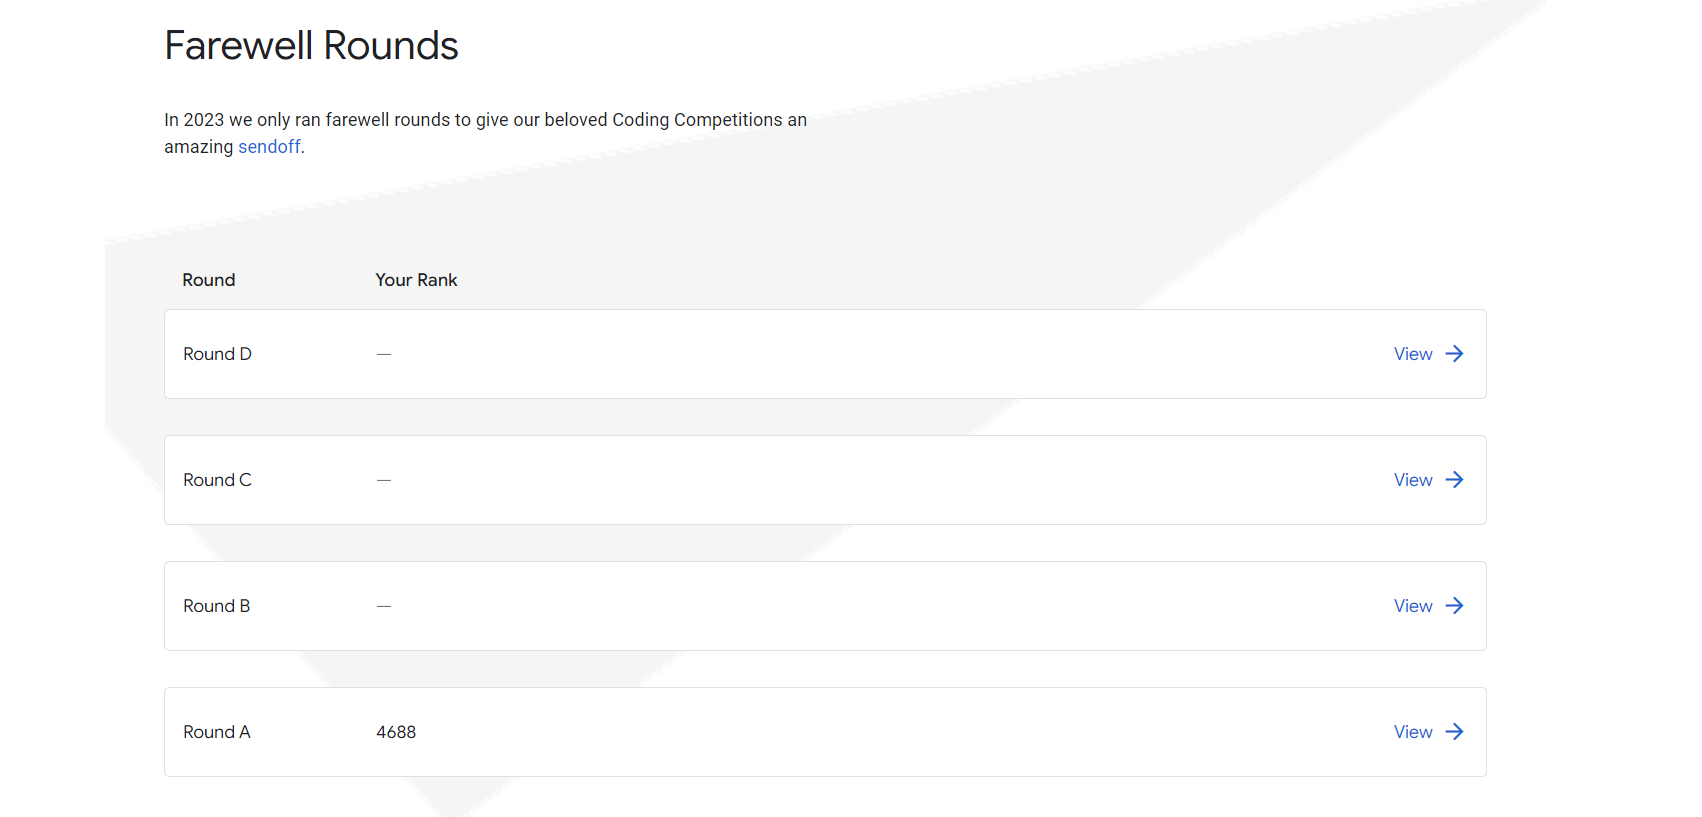 Farewell Rounds
In 2023 we only ran farewell rounds to give our beloved Coding Competitions an
amazing sendoff.
Round Your Rank
Round D — View
Round C — View
Round B — View
Round A 4688 View